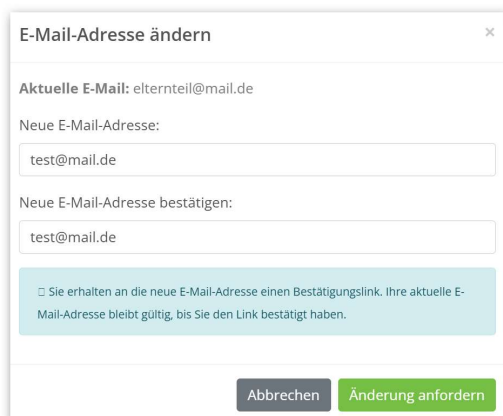 E-Mail-Adresse ändern ×
Aktuelle E-Mail: elternteil@mail.de
Neue E-Mail-Adresse:
test@mail.de
Neue E-Mail-Adresse bestätigen:
test@mail.de
Sie erhalten an die neue E-Mail-Adresse einen Bestätigungslink. Ihre aktuelle E-
Mail-Adresse bleibt gültig, bis Sie den Link bestätigt haben.
Abbrechen Änderung anfordern